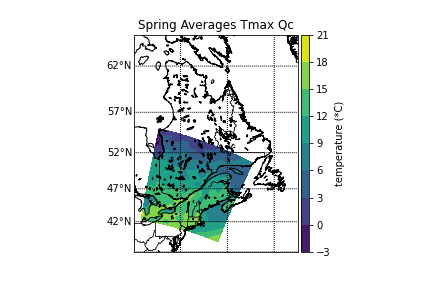 Spring Averages Tmax Qc
62°N
57°N
52°N
47°N
42°N
21
18
15
12
9
6
3
0
−3
temperature (*C)